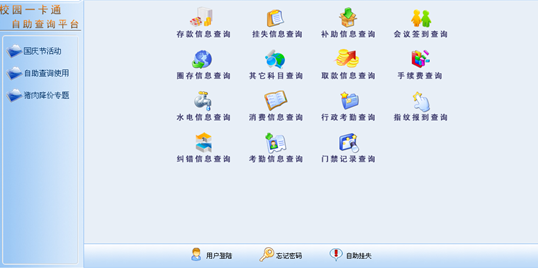 校园一卡通
自助查询平台
国庆节活动
自助查询使用
猪肉降价专题
存款信息查询 挂失信息查询 补助信息查询 会议签到查询
圈存信息查询 其它科目查询 取款信息查询 手续费查询
水电信息查询 消费信息查询 行政考勤查询 指纹报到查询
纠错信息查询 考勤信息查询 门禁记录查询
用户登陆 忘记密码 自助挂失